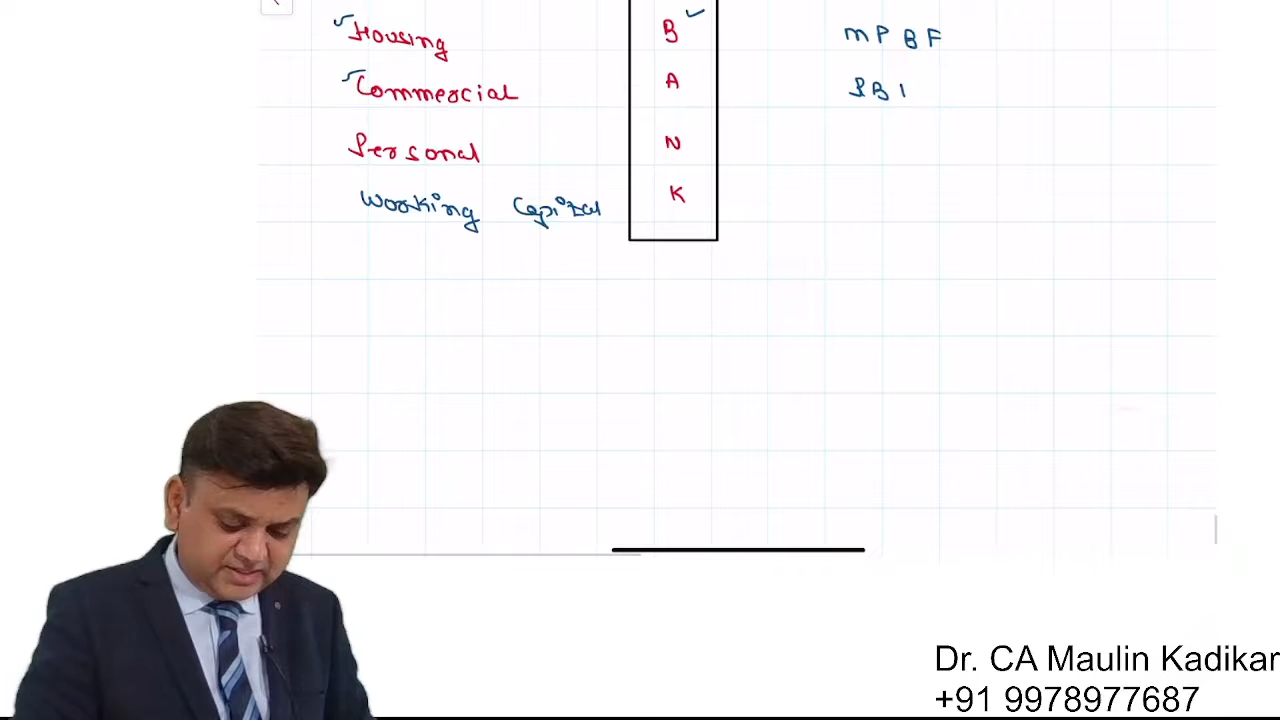 Housing
Commercial
Personal
Working Capital
B
A
N
K
MPBF
SBI
Dr. CA Maulin Kadikar
+91 9978977687